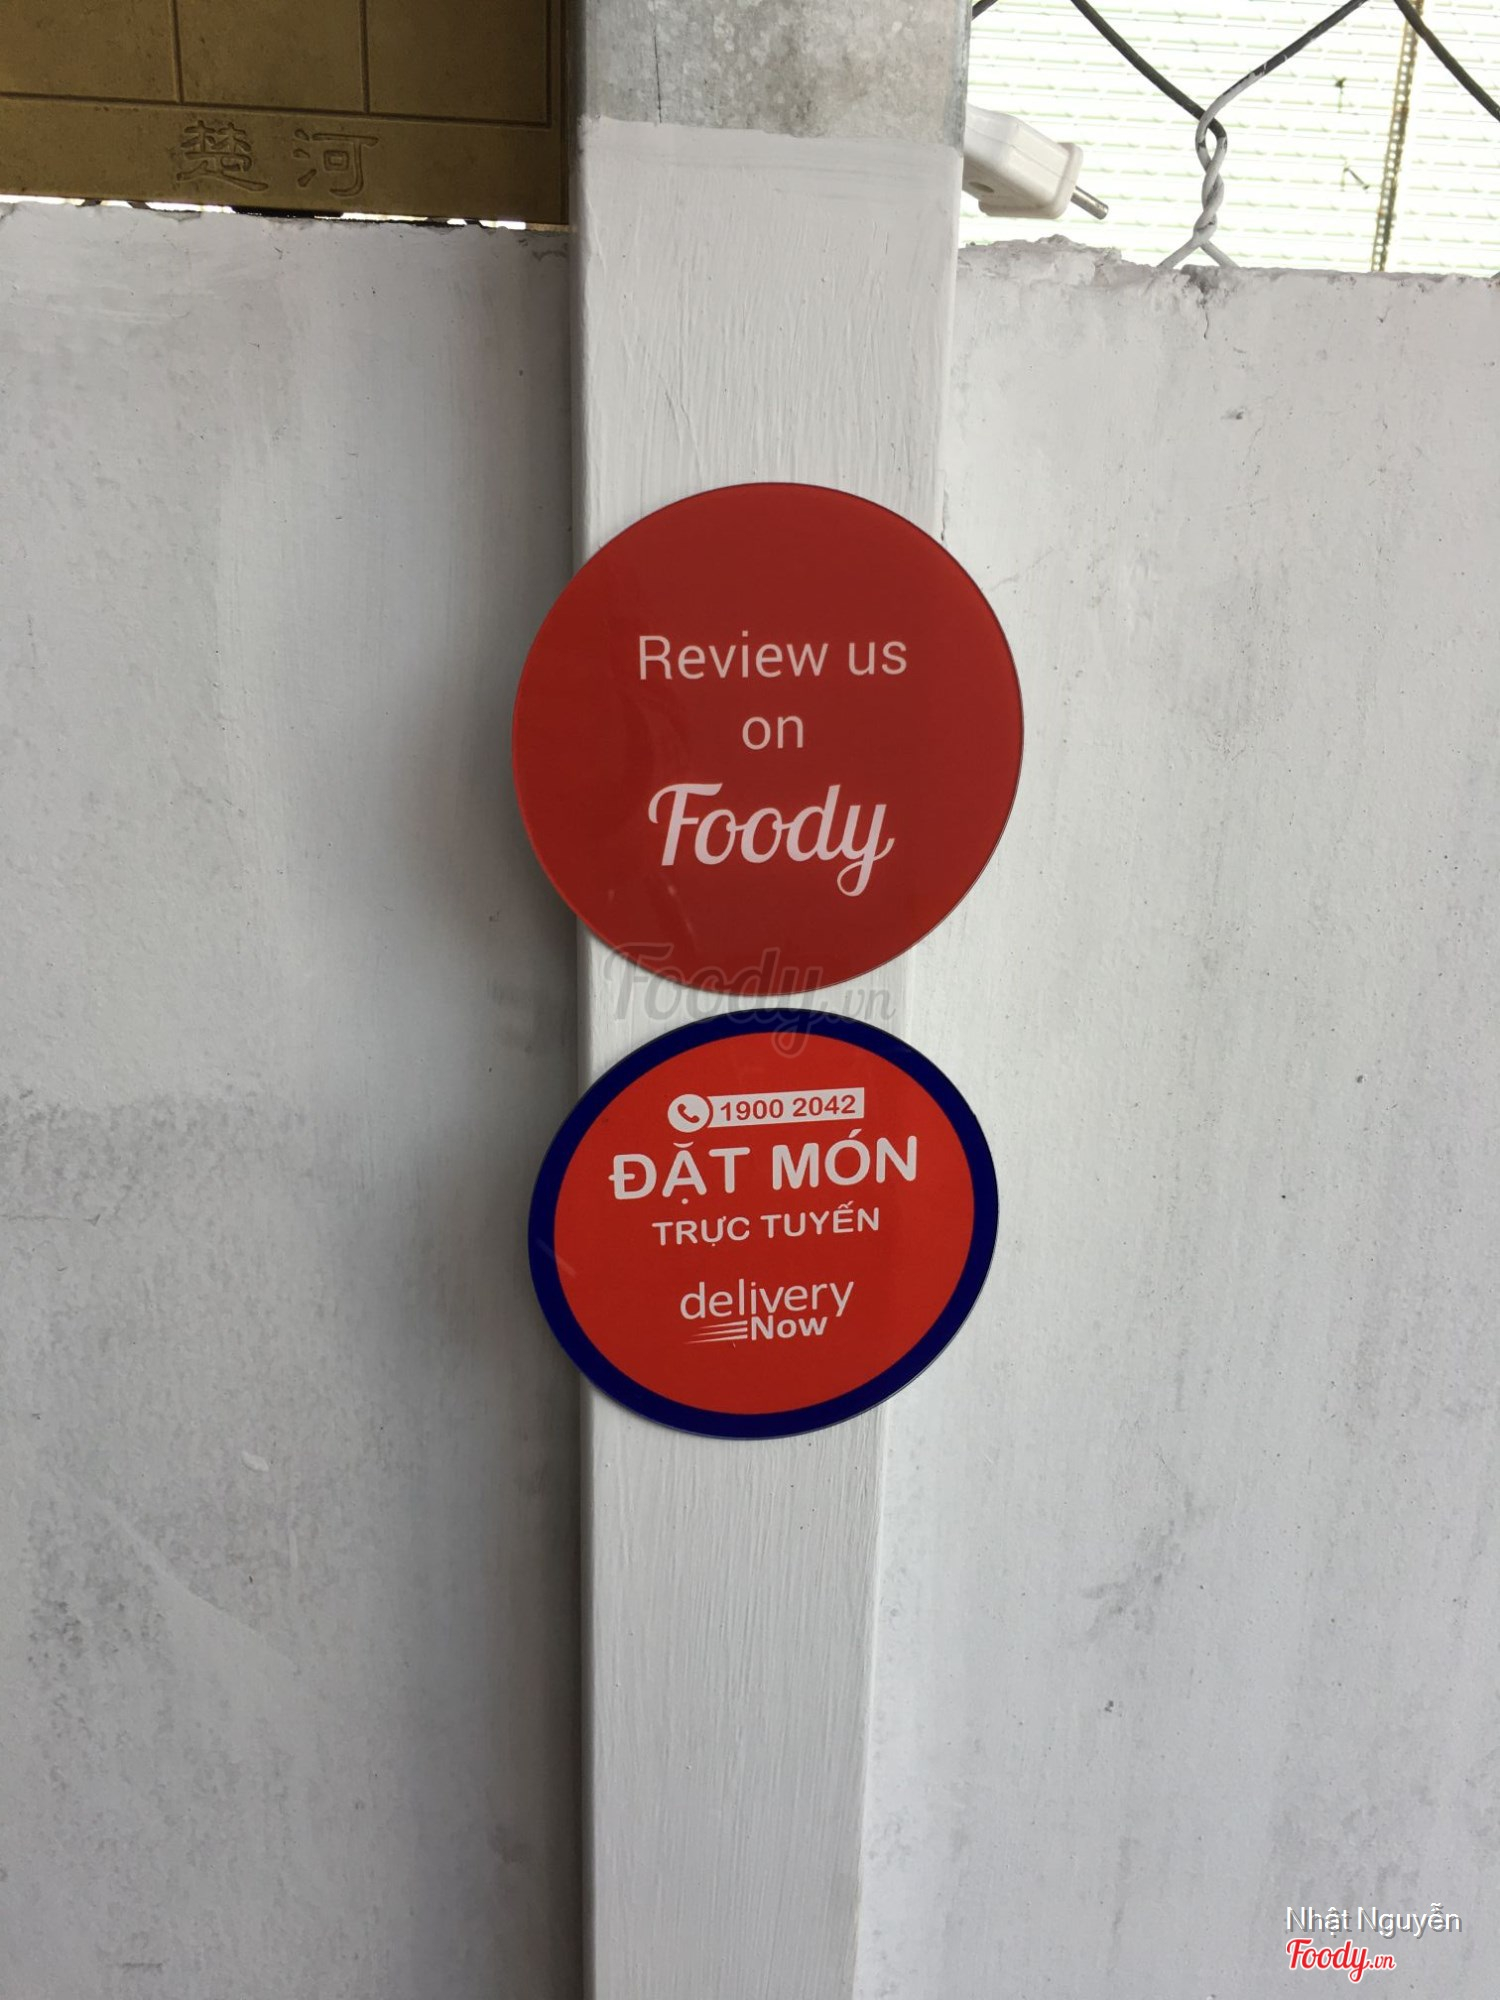 楚 河
Review us
on
Foody
Foody.vn
1900 2042
ĐẶT MÓN
TRỰC TUYẾN
delivery
Now
Nhật Nguyễn
Foody.vn